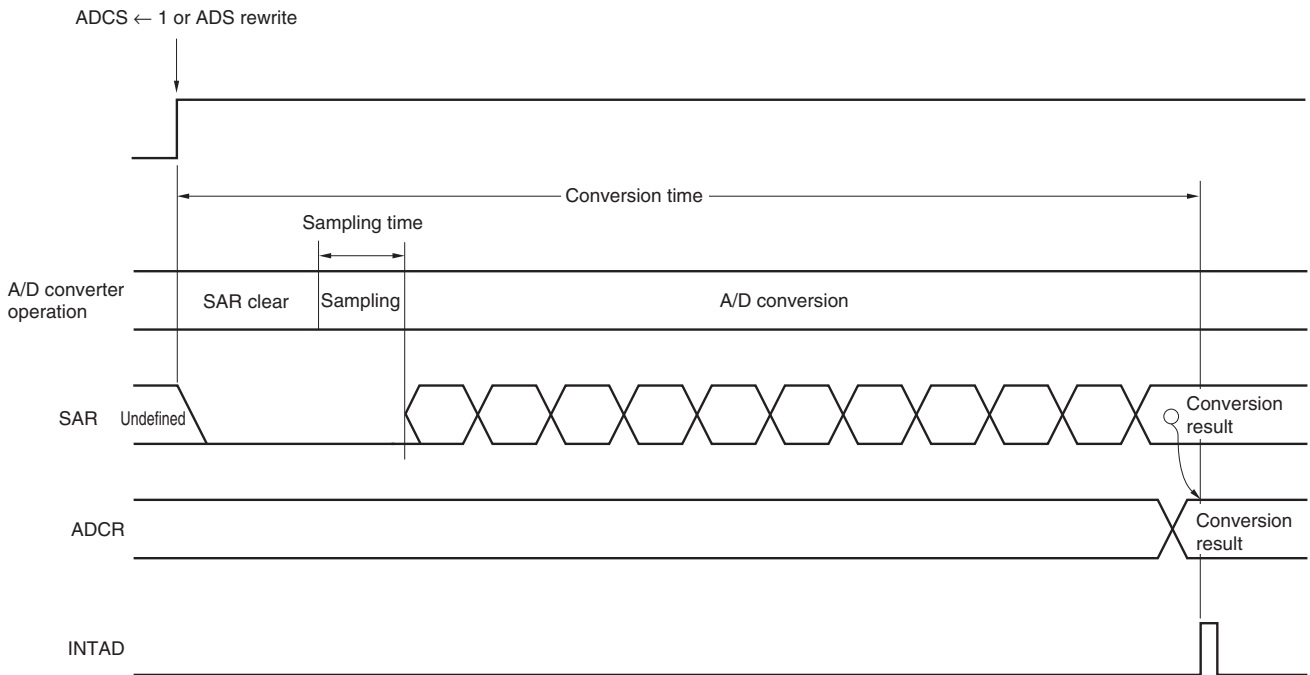 ADCS ← 1 or ADS rewrite
Conversion time
Sampling time
A/D converter
operation
SAR clear
Sampling
A/D conversion
SAR
Undefined
Conversion
result
ADCR
Conversion
result
INTAD